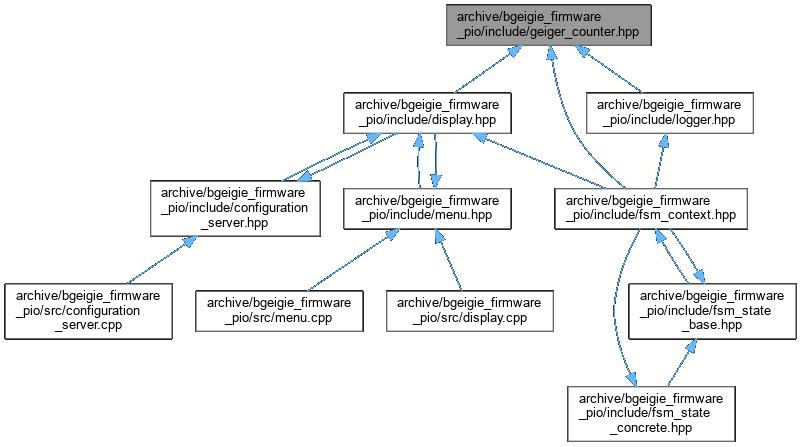 archive/bgeigie_firmware
_pio/include/geiger_counter.hpp
archive/bgeigie_firmware
_pio/include/display.hpp
archive/bgeigie_firmware
_pio/include/logger.hpp
archive/bgeigie_firmware
_pio/include/configuration
_server.hpp
archive/bgeigie_firmware
_pio/include/menu.hpp
archive/bgeigie_firmware
_pio/include/fsm_context.hpp
archive/bgeigie_firmware
_pio/src/configuration
_server.cpp
archive/bgeigie_firmware
_pio/src/menu.cpp
archive/bgeigie_firmware
_pio/src/display.cpp
archive/bgeigie_firmware
_pio/include/fsm_state
_base.hpp
archive/bgeigie_firmware
_pio/include/fsm_state
_concrete.hpp